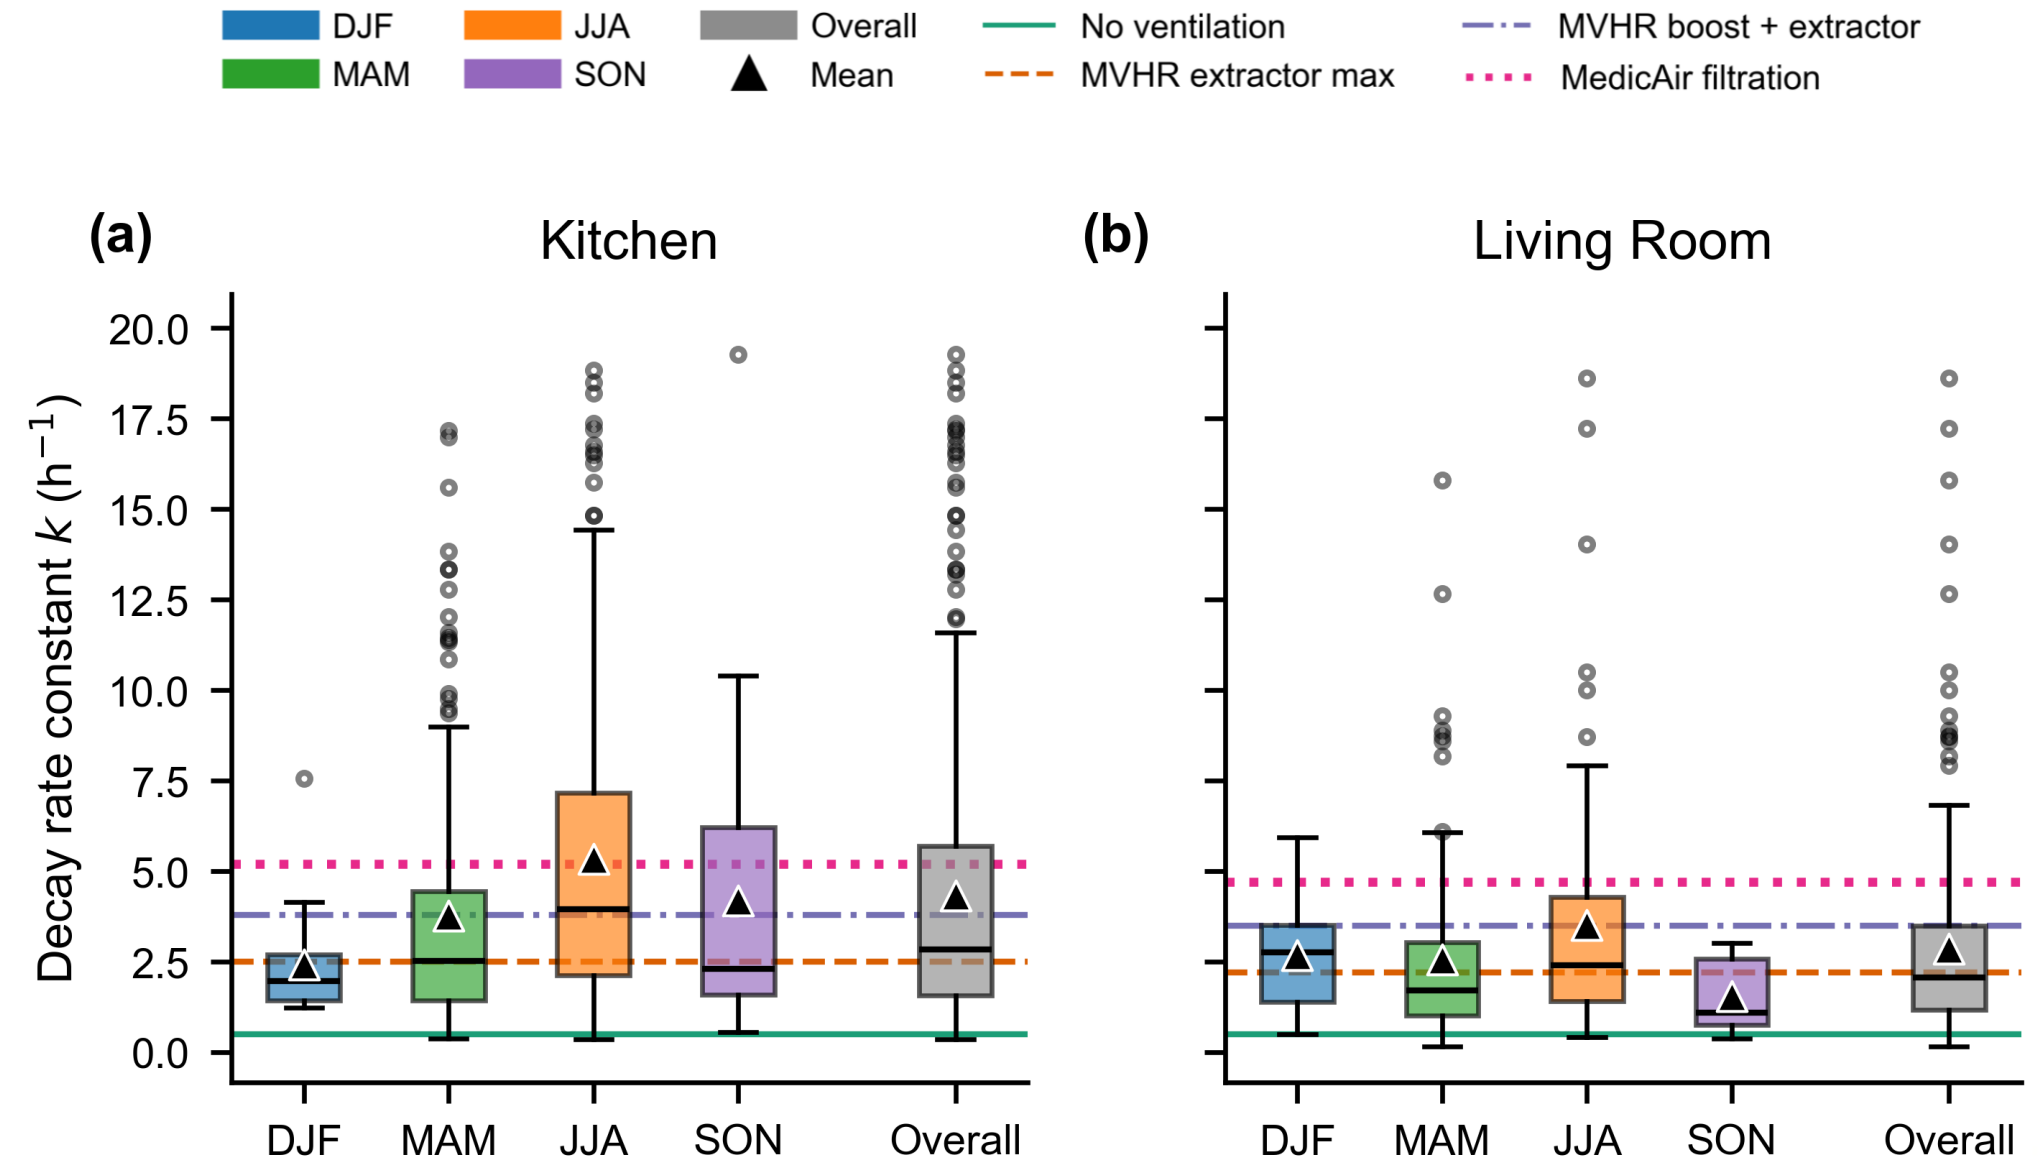 DJF JJA Overall No ventilation MVHR boost + extractor
MAM SON Mean MVHR extractor max MedicAir filtration
(a) Kitchen (b) Living Room
Decay rate constant k (h⁻¹)
20.0
17.5
15.0
12.5
10.0
7.5
5.0
2.5
0.0
DJF MAM JJA SON Overall DJF MAM JJA SON Overall